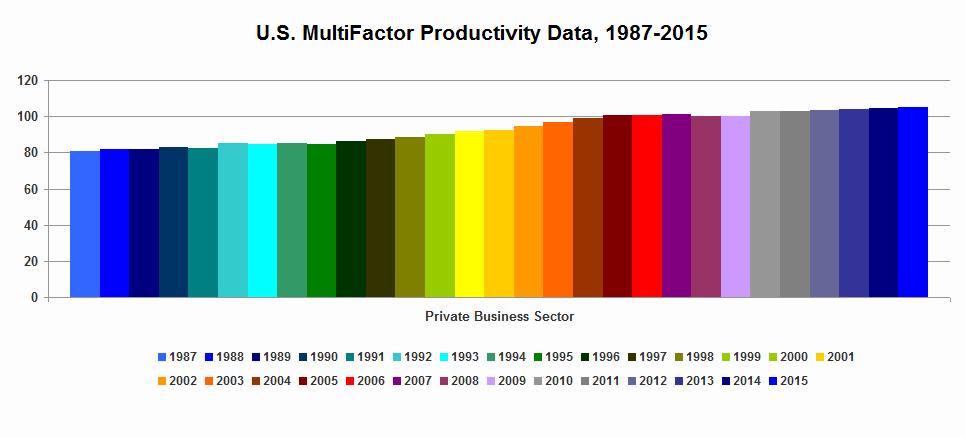 U.S. MultiFactor Productivity Data, 1987-2015
120
100
80
60
40
20
0
Private Business Sector
1987 1988 1989 1990 1991 1992 1993 1994 1995 1996 1997 1998 1999 2000 2001
2002 2003 2004 2005 2006 2007 2008 2009 2010 2011 2012 2013 2014 2015